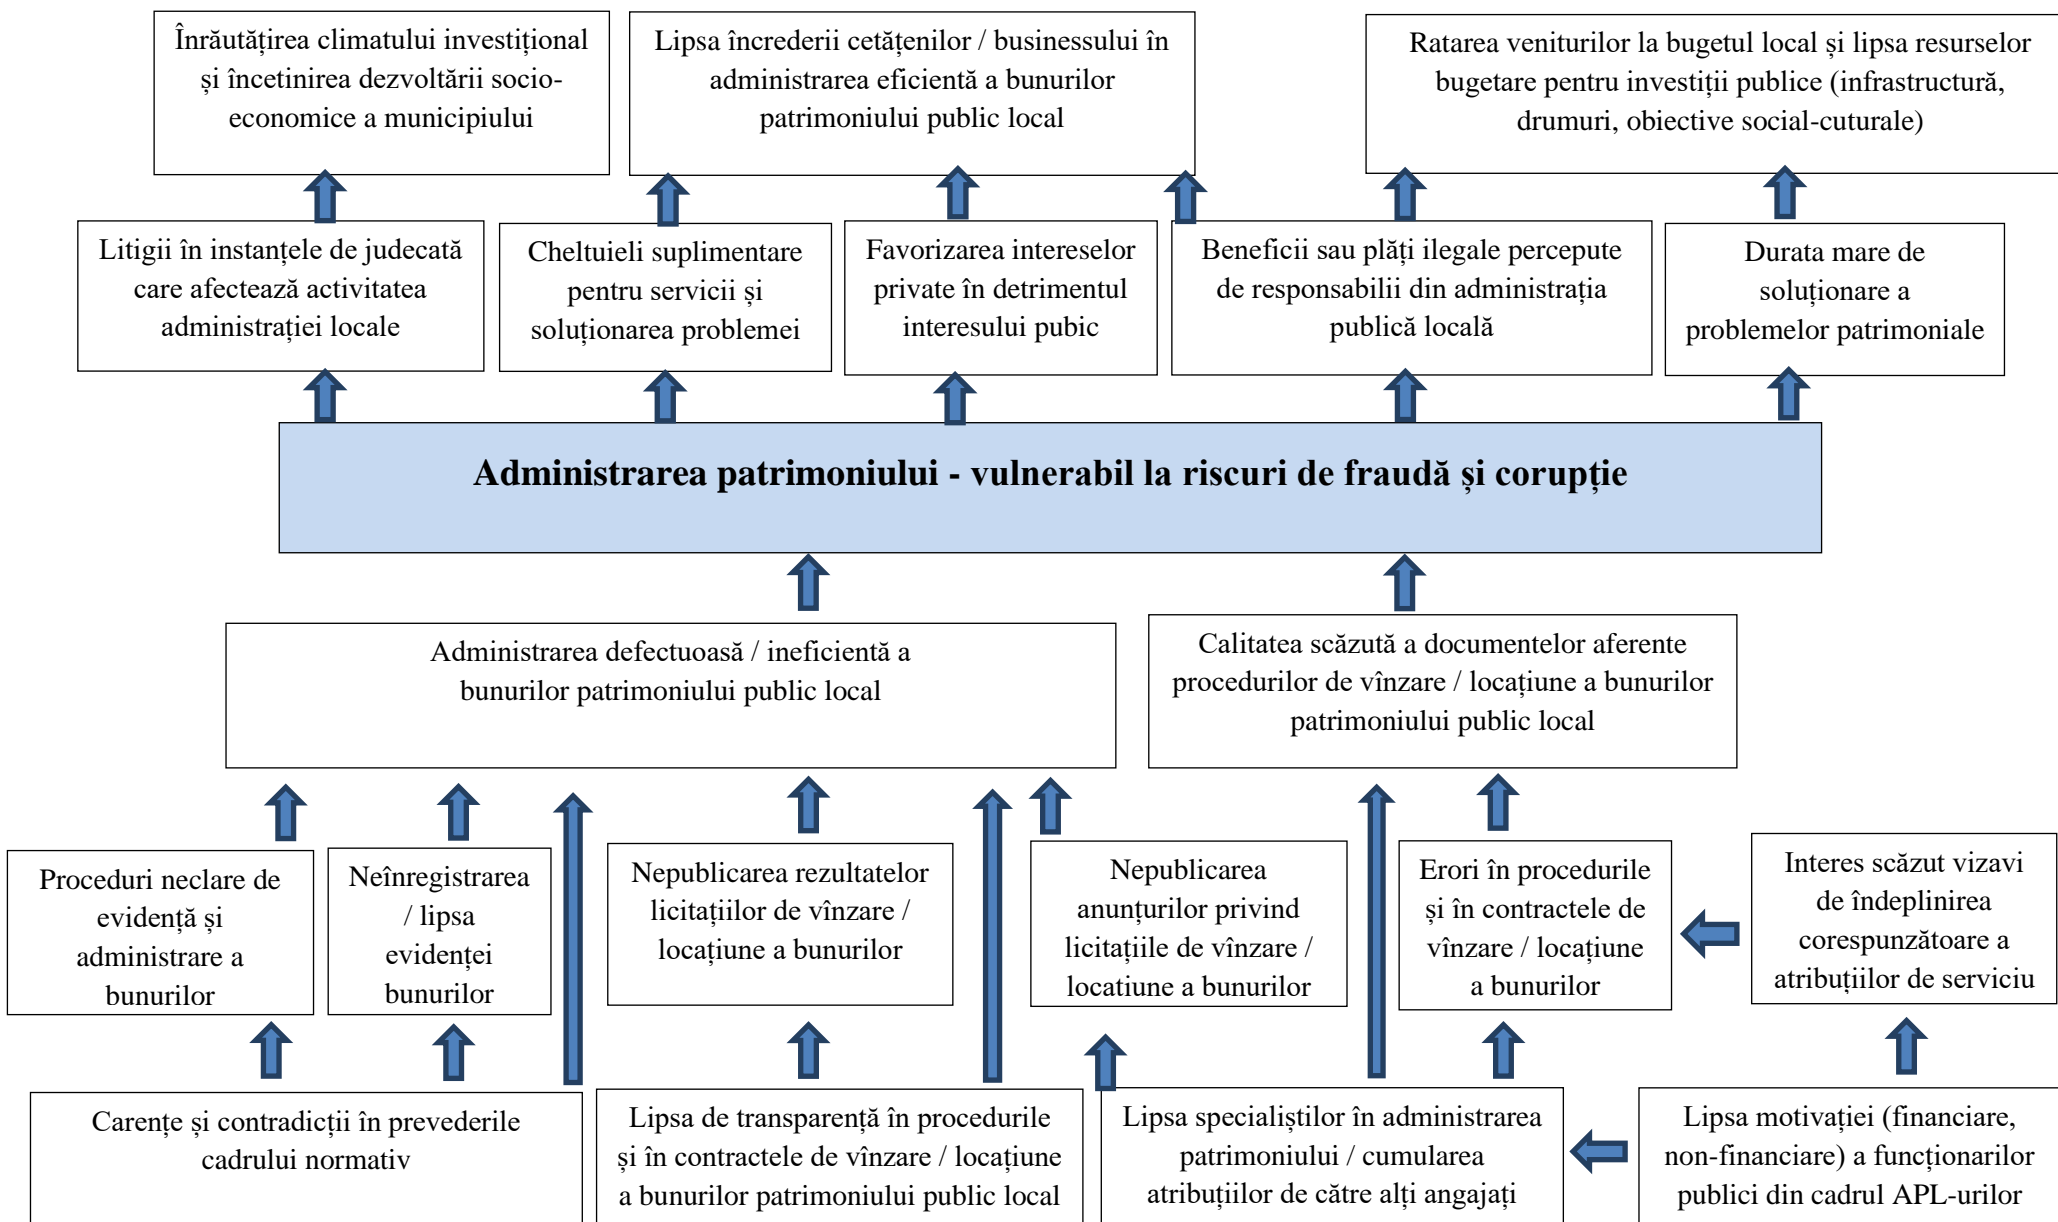 Înrăutățirea climatului investițional
și încetinirea dezvoltării socio-
economice a municipiului
Lipsa încrederii cetățenilor / businessului în
administrarea eficientă a bunurilor
patrimoniului public local
Ratarea veniturilor la bugetul local și lipsa resurselor
bugetare pentru investiții publice (infrastructură,
drumuri, obiective social-cuturale)
Litigii în instanțele de judecată
care afectează activitatea
administrației locale
Cheltuieli suplimentare
pentru servicii și
soluționarea problemei
Favorizarea intereselor
private în detrimentul
interesului pubic
Beneficii sau plăți ilegale percepute
de responsabilii din administrația
publică locală
Durata mare de
soluționare a
problemelor patrimoniale
Administrarea patrimoniului - vulnerabil la riscuri de fraudă și corupție
Administrarea defectuoasă / ineficientă a
bunurilor patrimoniului public local
Calitatea scăzută a documentelor aferente
procedurilor de vînzare / locațiune a bunurilor
patrimoniului public local
Proceduri neclare de
evidență și
administrare a
bunurilor
Neînregistrarea
/ lipsa
evidenței
bunurilor
Nepublicarea rezultatelor
licitațiilor de vînzare /
locațiune a bunurilor
Nepublicarea
anunțurilor privind
licitațiile de vînzare /
locatiune a bunurilor
Erori în procedurile
și în contractele de
vînzare / locațiune
a bunurilor
Interes scăzut vizavi
de îndeplinirea
corespunzătoare a
atribuțiilor de serviciu
Carențe și contradicții în prevederile
cadrului normativ
Lipsa de transparență în procedurile
și în contractele de vînzare / locațiune
a bunurilor patrimoniului public local
Lipsa specialiștilor în administrarea
patrimoniului / cumularea
atribuțiilor de către alți angajați
Lipsa motivației (financiare,
non-financiare) a funcționarilor
publici din cadrul APL-urilor